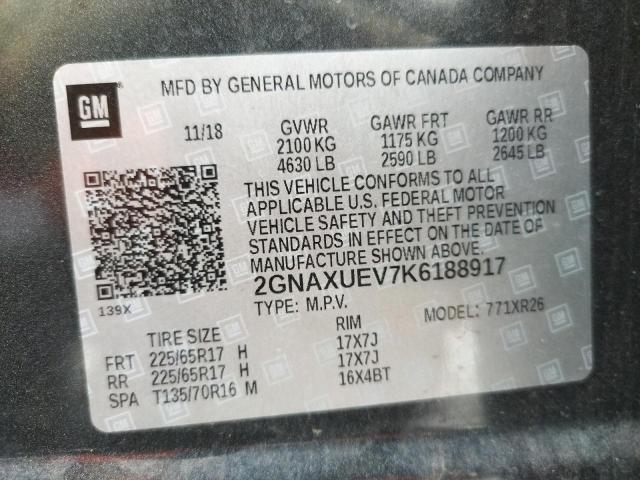 GM
MFD BY GENERAL MOTORS OF CANADA COMPANY
11/18 GVWR GAWR FRT GAWR RR
2100 KG 1175 KG 1200 KG
4630 LB 2590 LB 2645 LB
THIS VEHICLE CONFORMS TO ALL
APPLICABLE U.S. FEDERAL MOTOR
VEHICLE SAFETY AND THEFT PREVENTION
STANDARDS IN EFFECT ON THE DATE OF
MANUFACTURE SHOWN ABOVE.
2GNAXUEV7K6188917
139X
TYPE: M.P.V. MODEL: 771XR26
TIRE SIZE RIM
FRT 225/65R17 H 17X7J
RR 225/65R17 H 17X7J
SPA T135/70R16 M 16X4BT